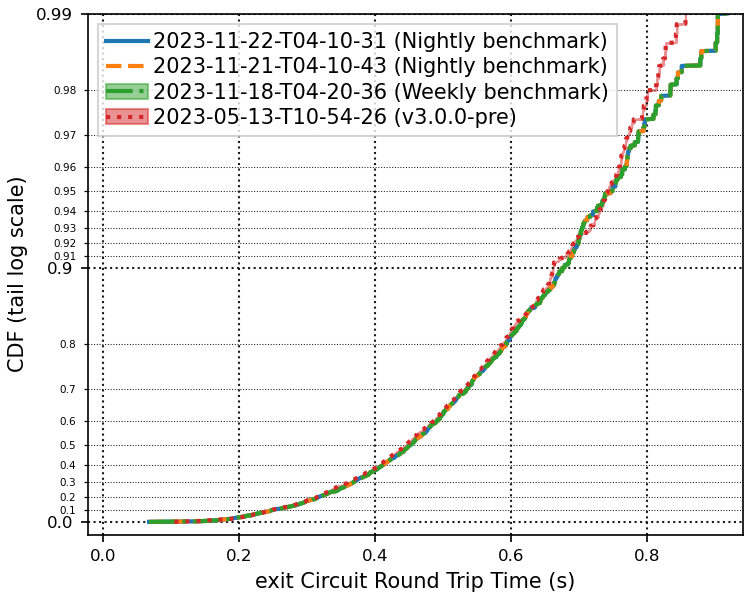 0.99
2023-11-22-T04-10-31 (Nightly benchmark)
2023-11-21-T04-10-43 (Nightly benchmark)
2023-11-18-T04-20-36 (Weekly benchmark)
2023-05-13-T10-54-26 (v3.0.0-pre)
0.98
0.97
0.96
0.95
0.94
0.93
0.92
0.91
0.9
0.8
0.7
0.6
0.5
0.4
0.3
0.2
0.1
0.0
CDF (tail log scale)
0.0 0.2 0.4 0.6 0.8
exit Circuit Round Trip Time (s)